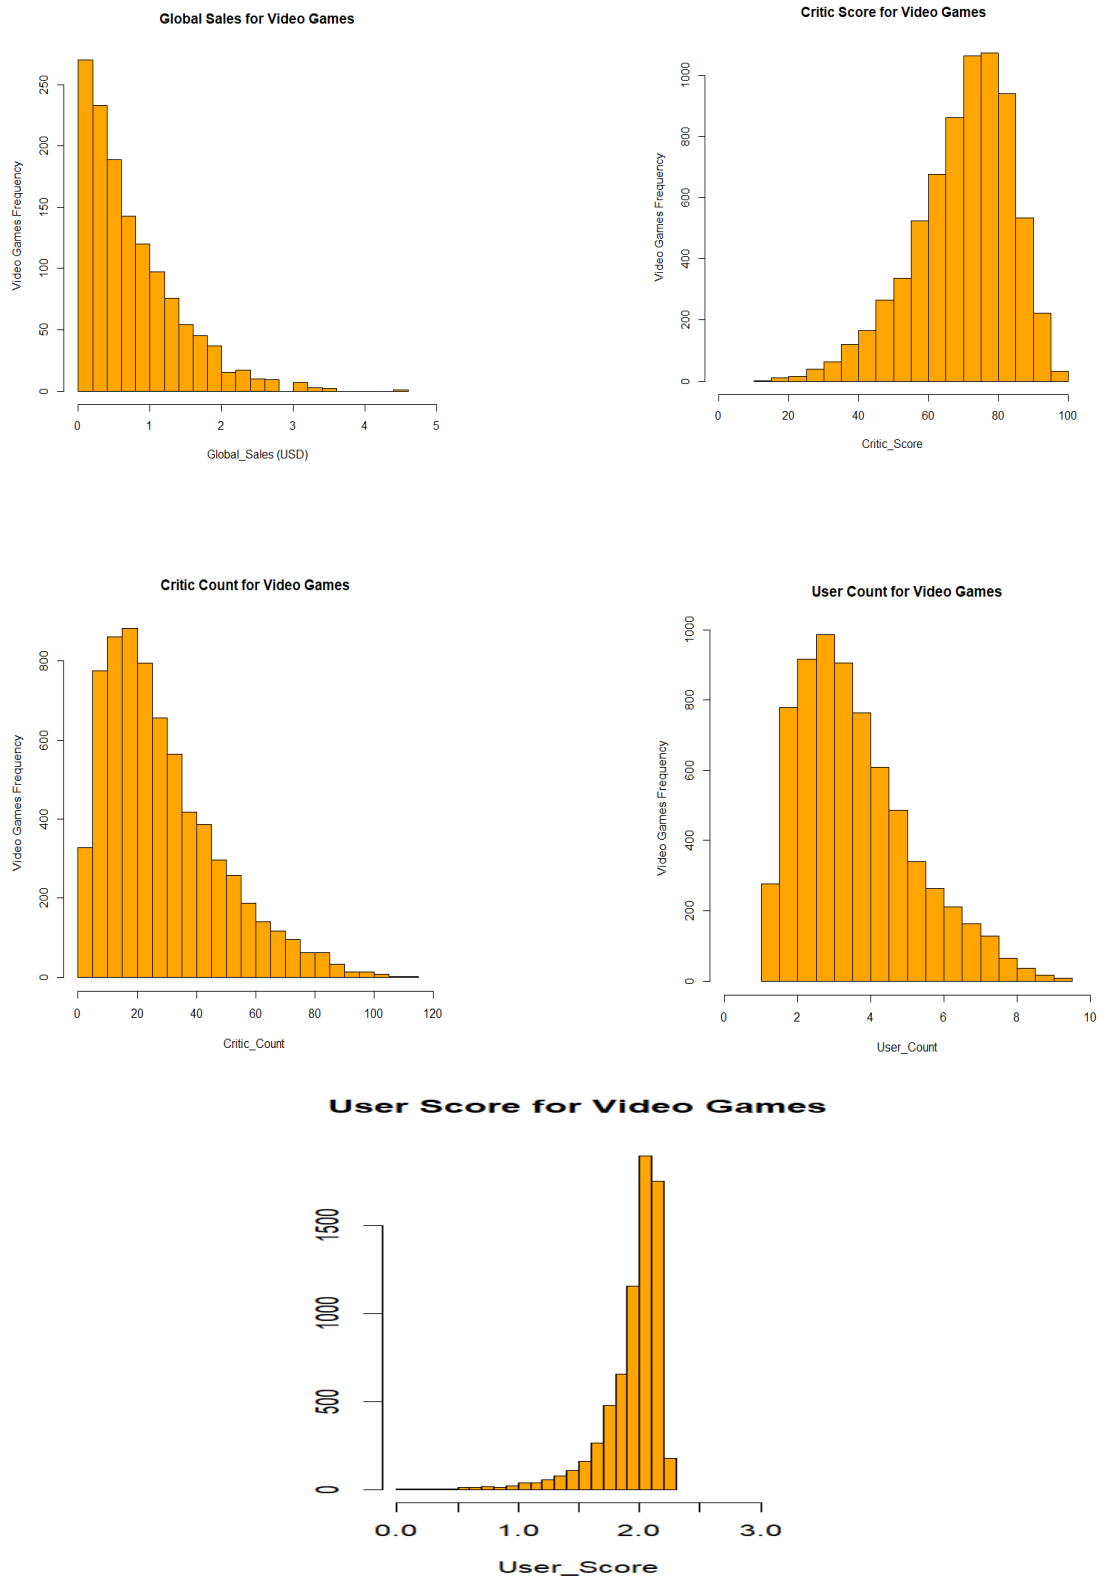 Global Sales for Video Games
Video Games Frequency
0 50 100 150 200 250
0 1 2 3 4 5
Global_Sales (USD)
Critic Score for Video Games
Video Games Frequency
0 200 400 600 800 1000
0 20 40 60 80 100
Critic_Score
Critic Count for Video Games
Video Games Frequency
0 200 400 600 800
0 20 40 60 80 100 120
Critic_Count
User Count for Video Games
Video Games Frequency
0 200 400 600 800 1000
0 2 4 6 8 10
User_Count
User Score for Video Games
0 500 1000 1500
0.0 1.0 2.0 3.0
User_Score